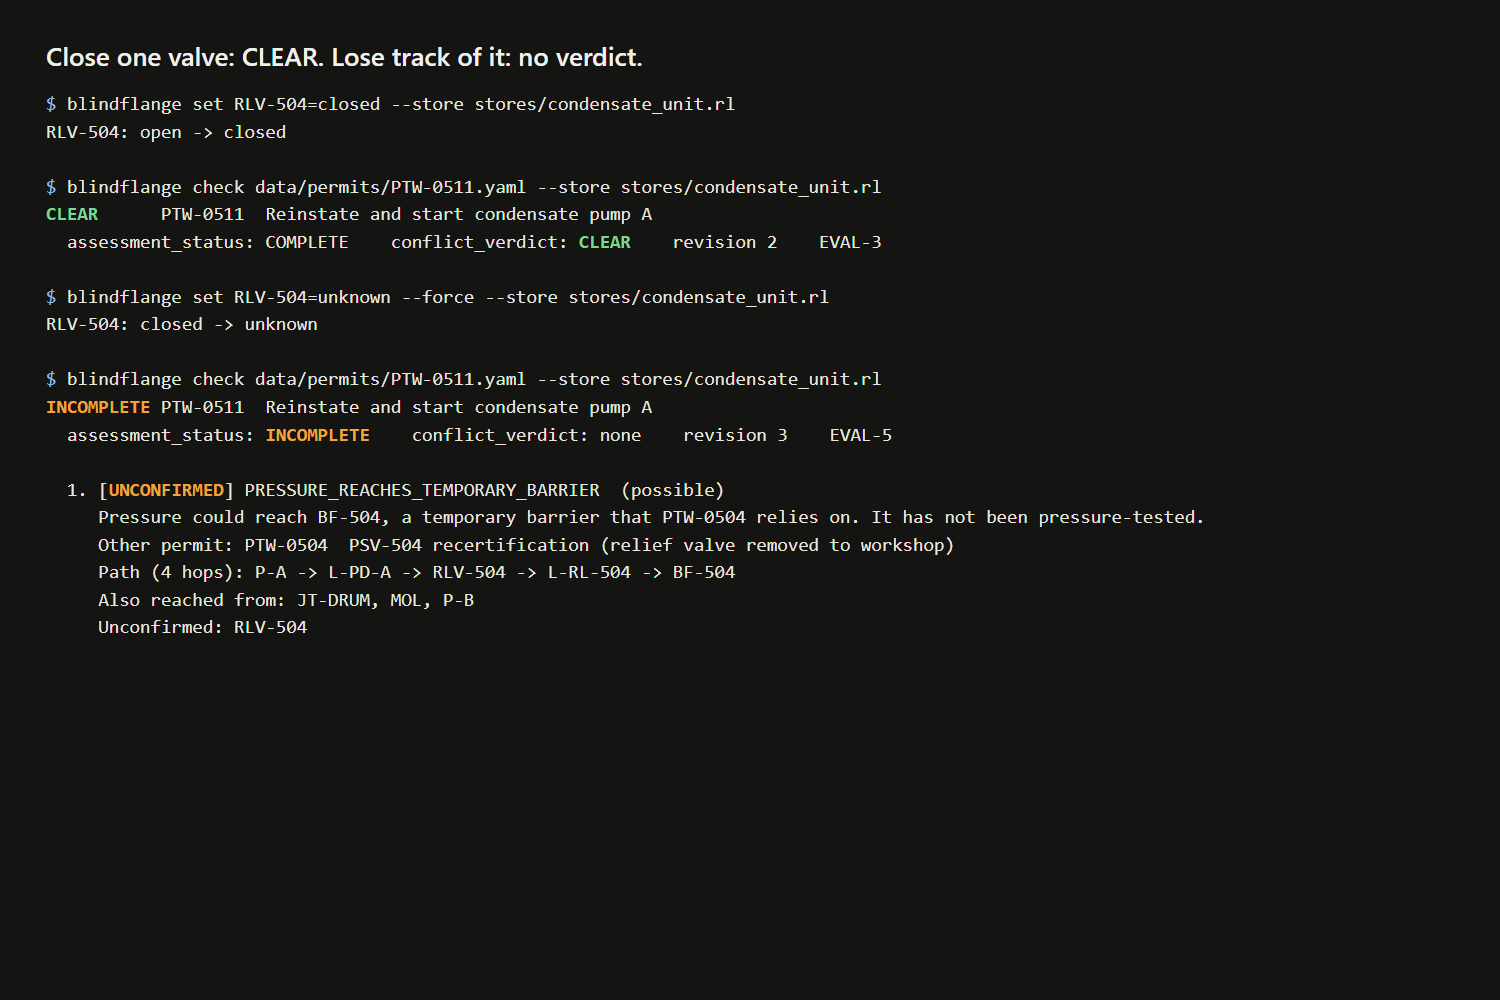 Close one valve: CLEAR. Lose track of it: no verdict.
$ blindflange set RLV-504=closed --store stores/condensate_unit.rl
RLV-504: open -> closed
$ blindflange check data/permits/PTW-0511.yaml --store stores/condensate_unit.rl
CLEAR      PTW-0511  Reinstate and start condensate pump A
  assessment_status: COMPLETE    conflict_verdict: CLEAR    revision 2    EVAL-3
$ blindflange set RLV-504=unknown --force --store stores/condensate_unit.rl
RLV-504: closed -> unknown
$ blindflange check data/permits/PTW-0511.yaml --store stores/condensate_unit.rl
INCOMPLETE PTW-0511  Reinstate and start condensate pump A
  assessment_status: INCOMPLETE    conflict_verdict: none    revision 3    EVAL-5
  1. [UNCONFIRMED] PRESSURE_REACHES_TEMPORARY_BARRIER  (possible)
     Pressure could reach BF-504, a temporary barrier that PTW-0504 relies on. It has not been pressure-tested.
     Other permit: PTW-0504  PSV-504 recertification (relief valve removed to workshop)
     Path (4 hops): P-A -> L-PD-A -> RLV-504 -> L-RL-504 -> BF-504
     Also reached from: JT-DRUM, MOL, P-B
     Unconfirmed: RLV-504